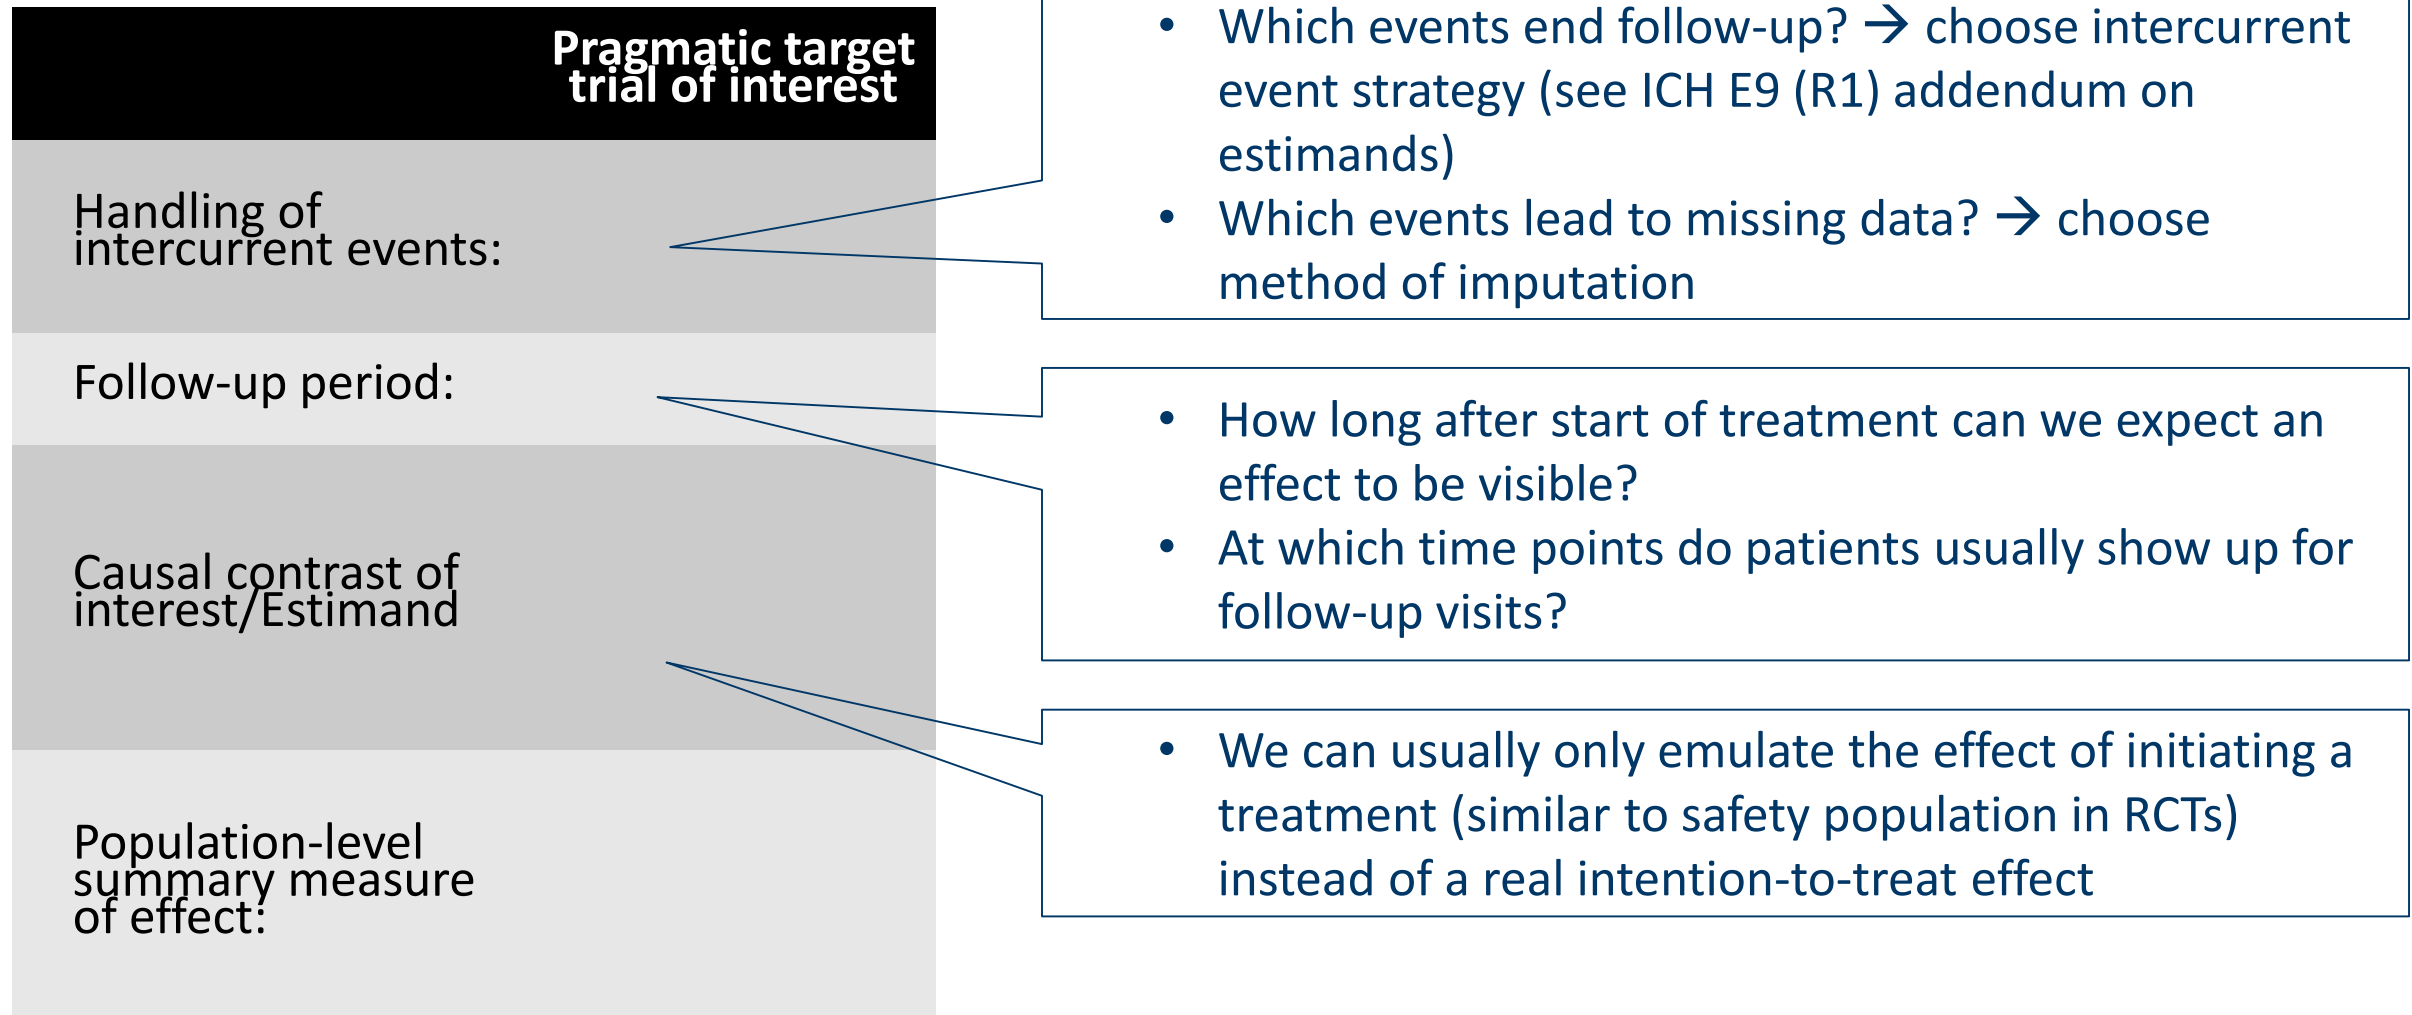 Pragmatic target
trial of interest
Handling of
intercurrent events:
Follow-up period:
Causal contrast of
interest/Estimand
Population-level
summary measure
of effect:
• Which events end follow-up? → choose intercurrent
event strategy (see ICH E9 (R1) addendum on
estimands)
• Which events lead to missing data? → choose
method of imputation
• How long after start of treatment can we expect an
effect to be visible?
• At which time points do patients usually show up for
follow-up visits?
• We can usually only emulate the effect of initiating a
treatment (similar to safety population in RCTs)
instead of a real intention-to-treat effect